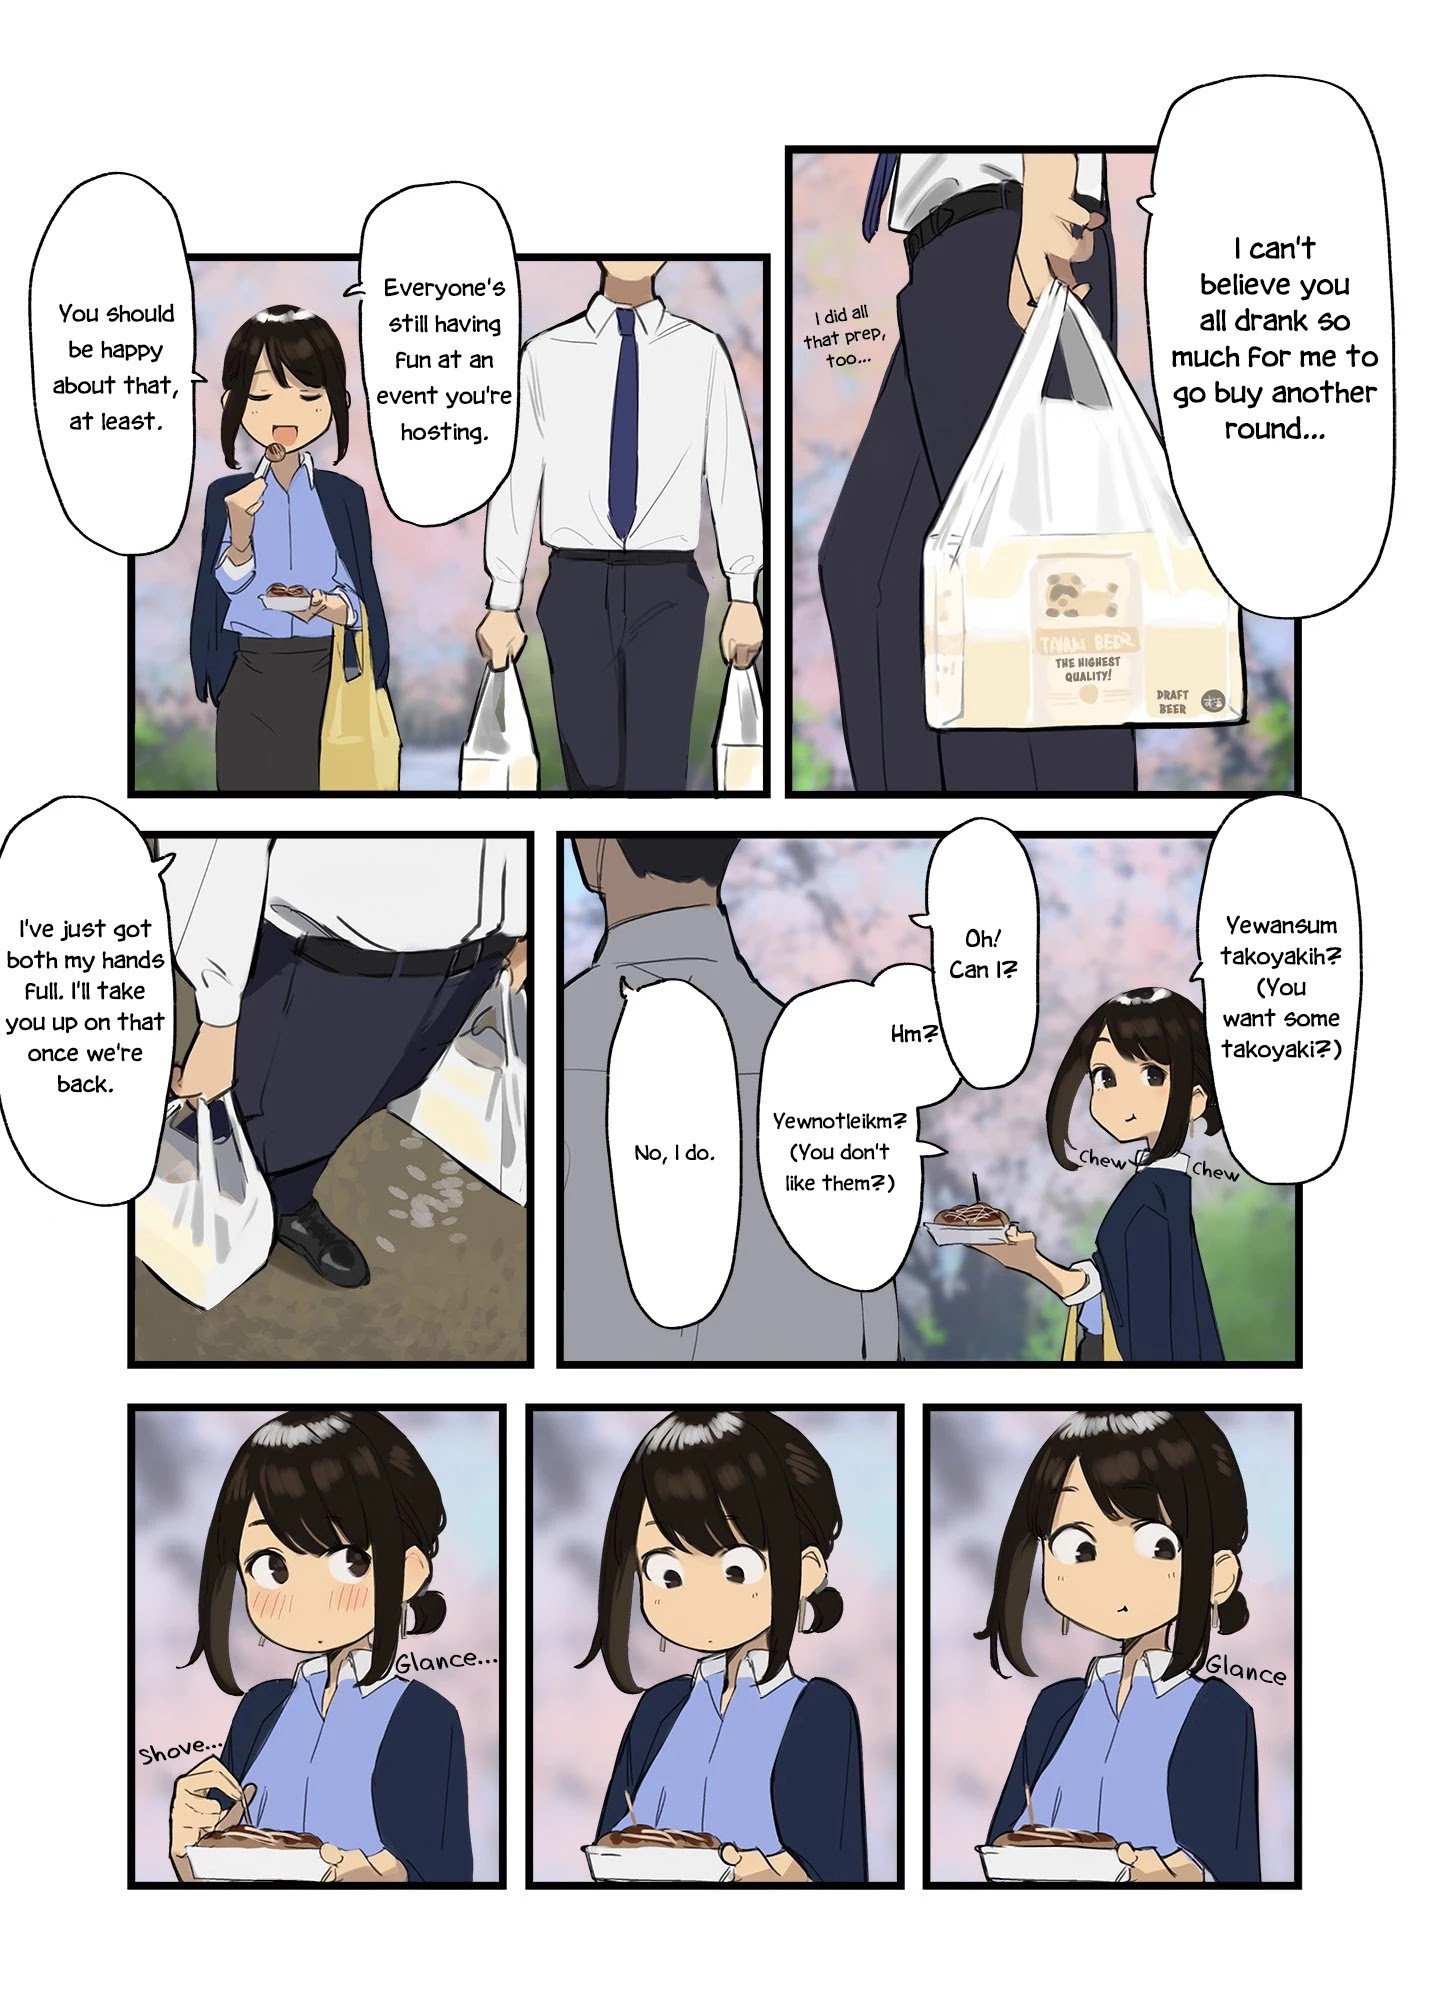 I can't
believe you
all drank so
much for me to
go buy another
round...
I did all
that prep,
too...
TANUKI BEER
THE HIGHEST
QUALITY!
DRAFT
BEER
Everyone's
still having
fun at an
event you're
hosting.
You should
be happy
about that,
at least.
Yewansum
takoyakih?
(You
want some
takoyaki?)
Chew
Chew
Oh!
Can I?
Hm?
Yewnotleikm?
(You don't
like them?)
No, I do.
I've just got
both my hands
full. I'll take
you up on that
once we're
back.
Glance
Glance...
Shove...